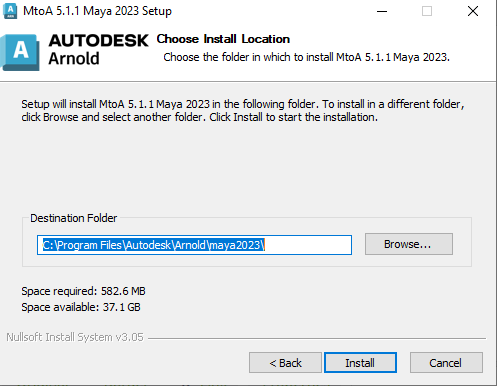 MtoA 5.1.1 Maya 2023 Setup
A
ARN
AUTODESK
Arnold
Choose Install Location
Choose the folder in which to install MtoA 5.1.1 Maya 2023.
Setup will install MtoA 5.1.1 Maya 2023 in the following folder. To install in a different folder,
click Browse and select another folder. Click Install to start the installation.
Destination Folder
C:\Program Files\Autodesk\Arnold\maya2023\
Browse...
Space required: 582.6 MB
Space available: 37.1 GB
Nullsoft Install System v3.05
< Back
Install
Cancel